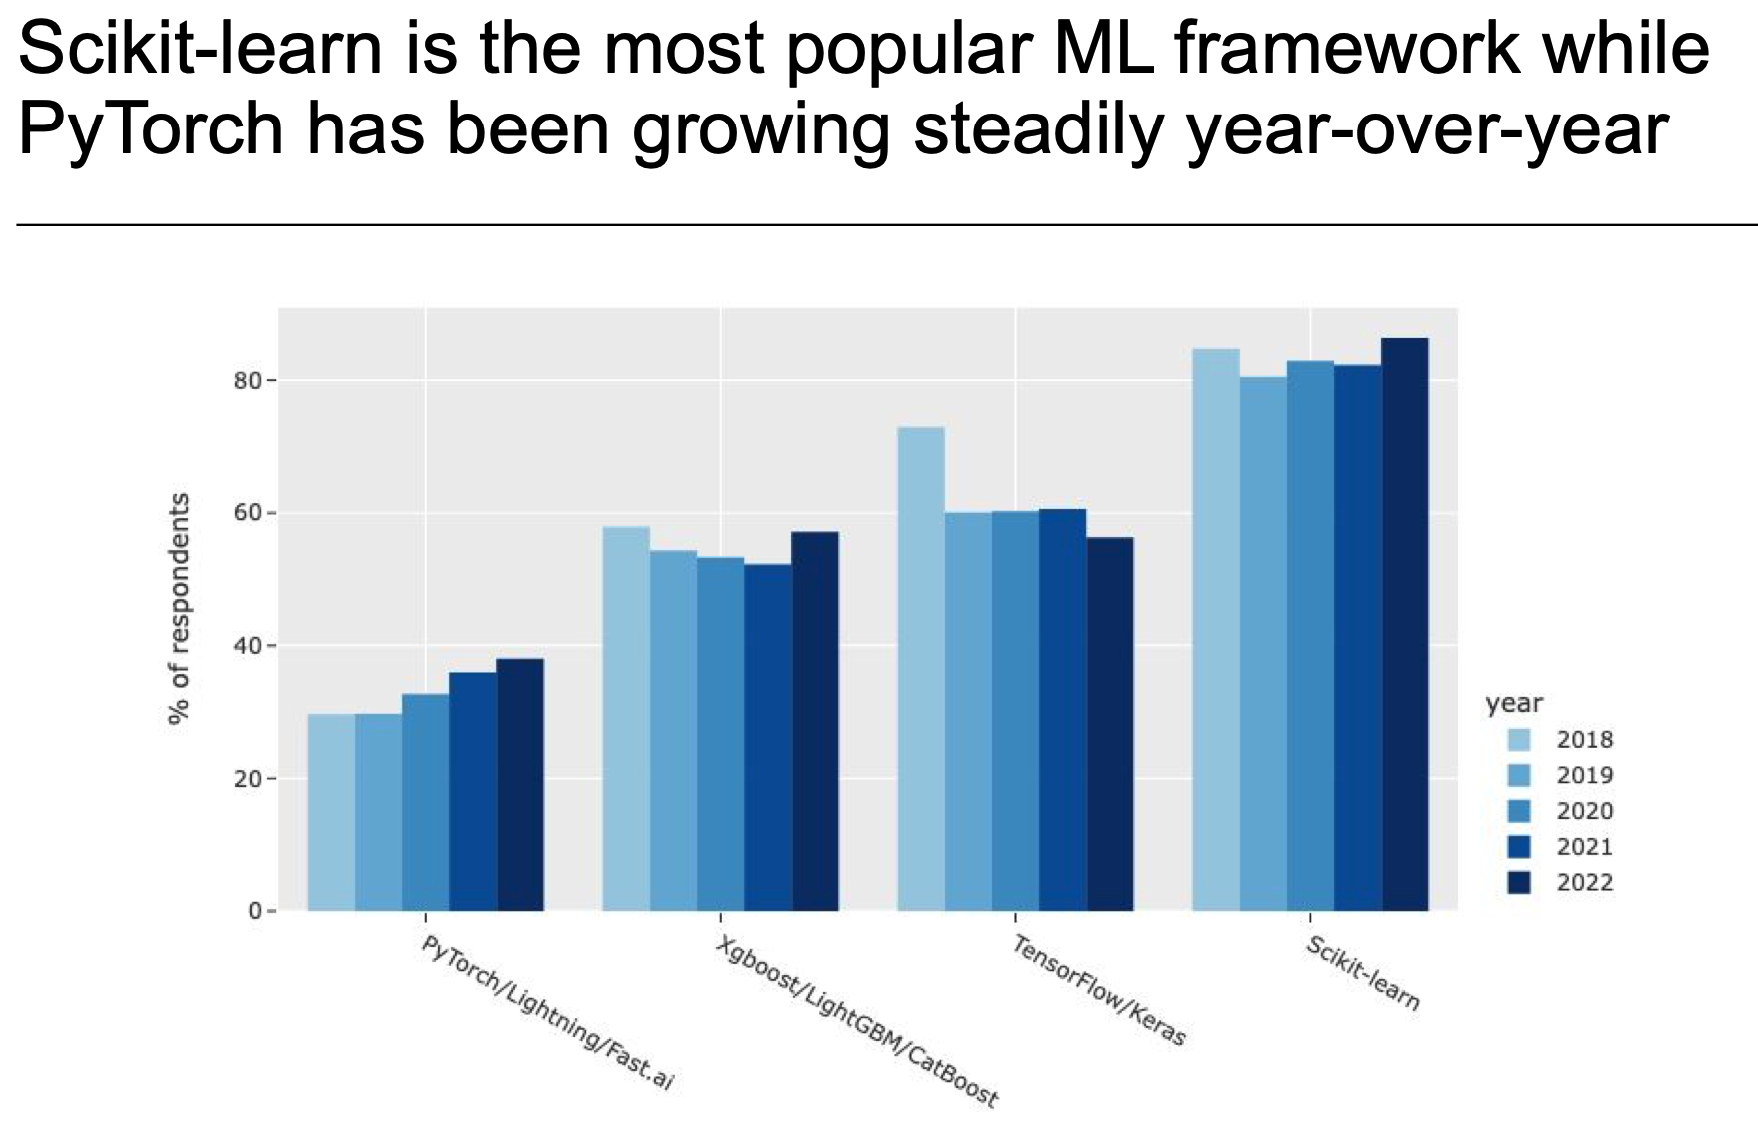 Scikit-learn is the most popular ML framework while
PyTorch has been growing steadily year-over-year
% of respondents
80
60
40
20
0
PyTorch/Lightning/Fast.ai
Xgboost/LightGBM/CatBoost
TensorFlow/Keras
Scikit-learn
year
2018
2019
2020
2021
2022